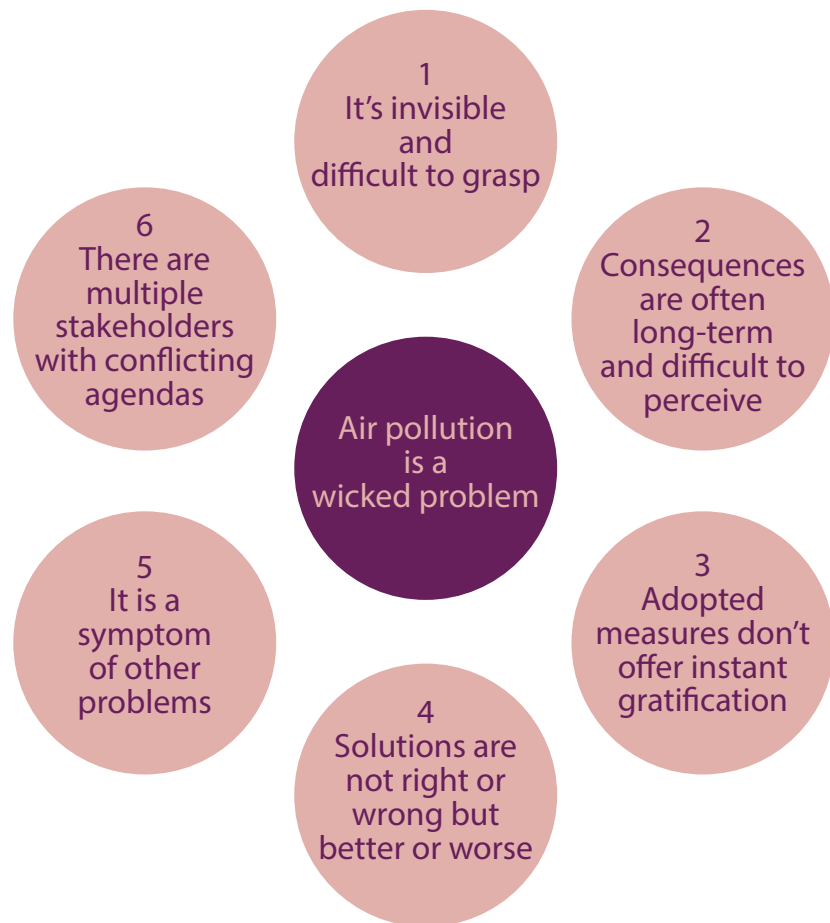 1
It’s invisible
and
difficult to grasp
2
Consequences
are often
long-term
and difficult to
perceive
3
Adopted
measures don’t
offer instant
gratification
4
Solutions are
not right or
wrong but
better or worse
5
It is a
symptom
of other
problems
6
There are
multiple
stakeholders
with conflicting
agendas
Air pollution
is a
wicked problem